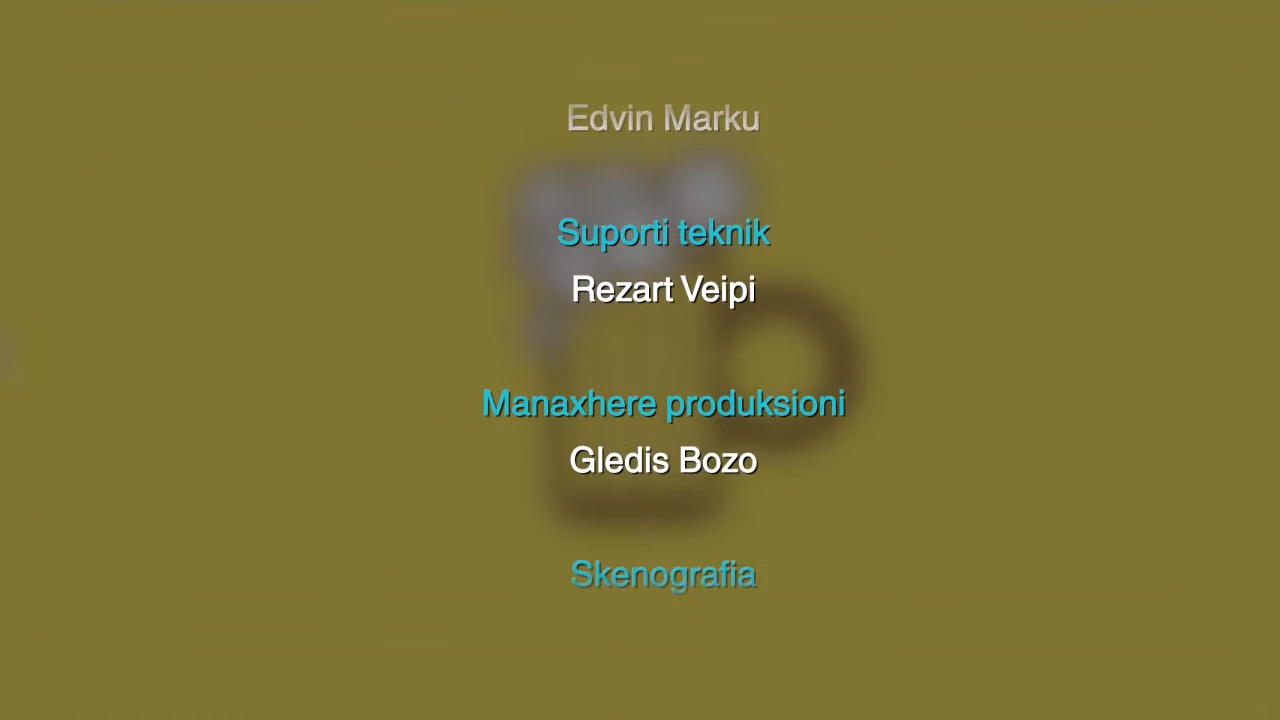 Edvin Marku
Suporti teknik
Rezart Veipi
Manaxhere produksioni
Gledis Bozo
Skenografia